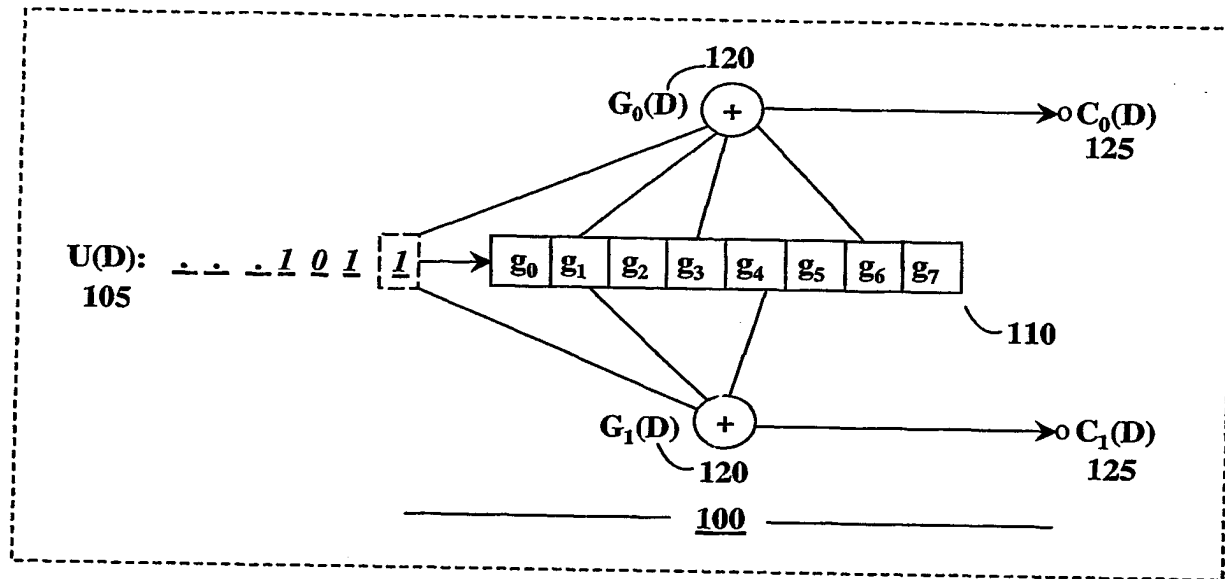 120
G₀(D) + C₀(D)
125
U(D): . . . 1 0 1 1 g₀ g₁ g₂ g₃ g₄ g₅ g₆ g₇
105
110
G₁(D) + C₁(D)
120 125
100